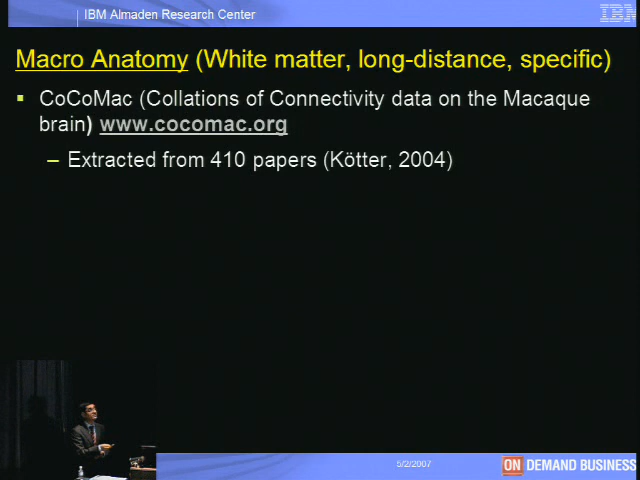 IBM Almaden Research Center
IBM
Macro Anatomy (White matter, long-distance, specific)
▪ CoCoMac (Collations of Connectivity data on the Macaque
brain) www.cocomac.org
– Extracted from 410 papers (Kötter, 2004)
5/2/2007
ON DEMAND BUSINESS